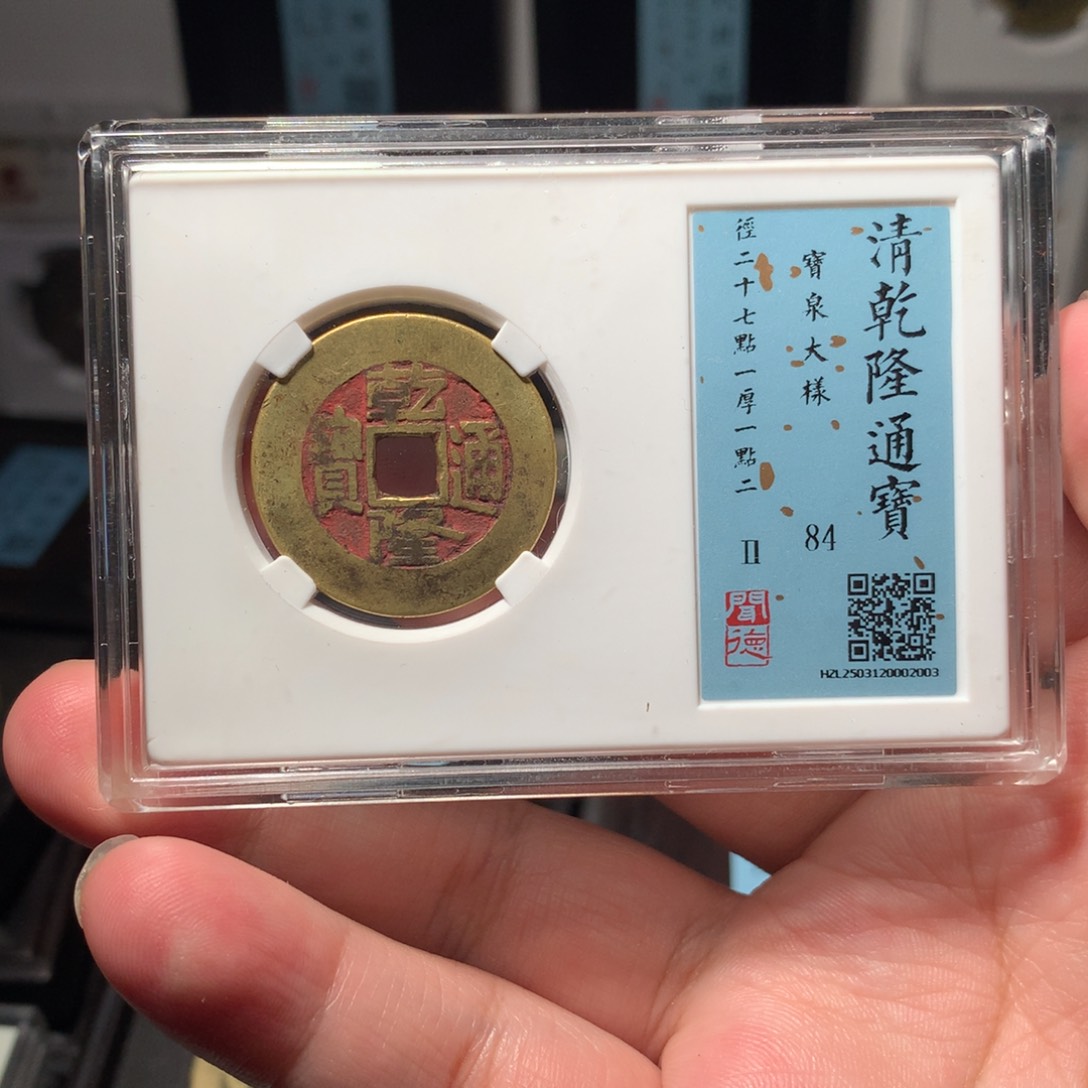 乾隆通寶
清乾隆通寶
寶泉大樣
84
徑二十七點一厚一點二
聞德
HZL2503120002003